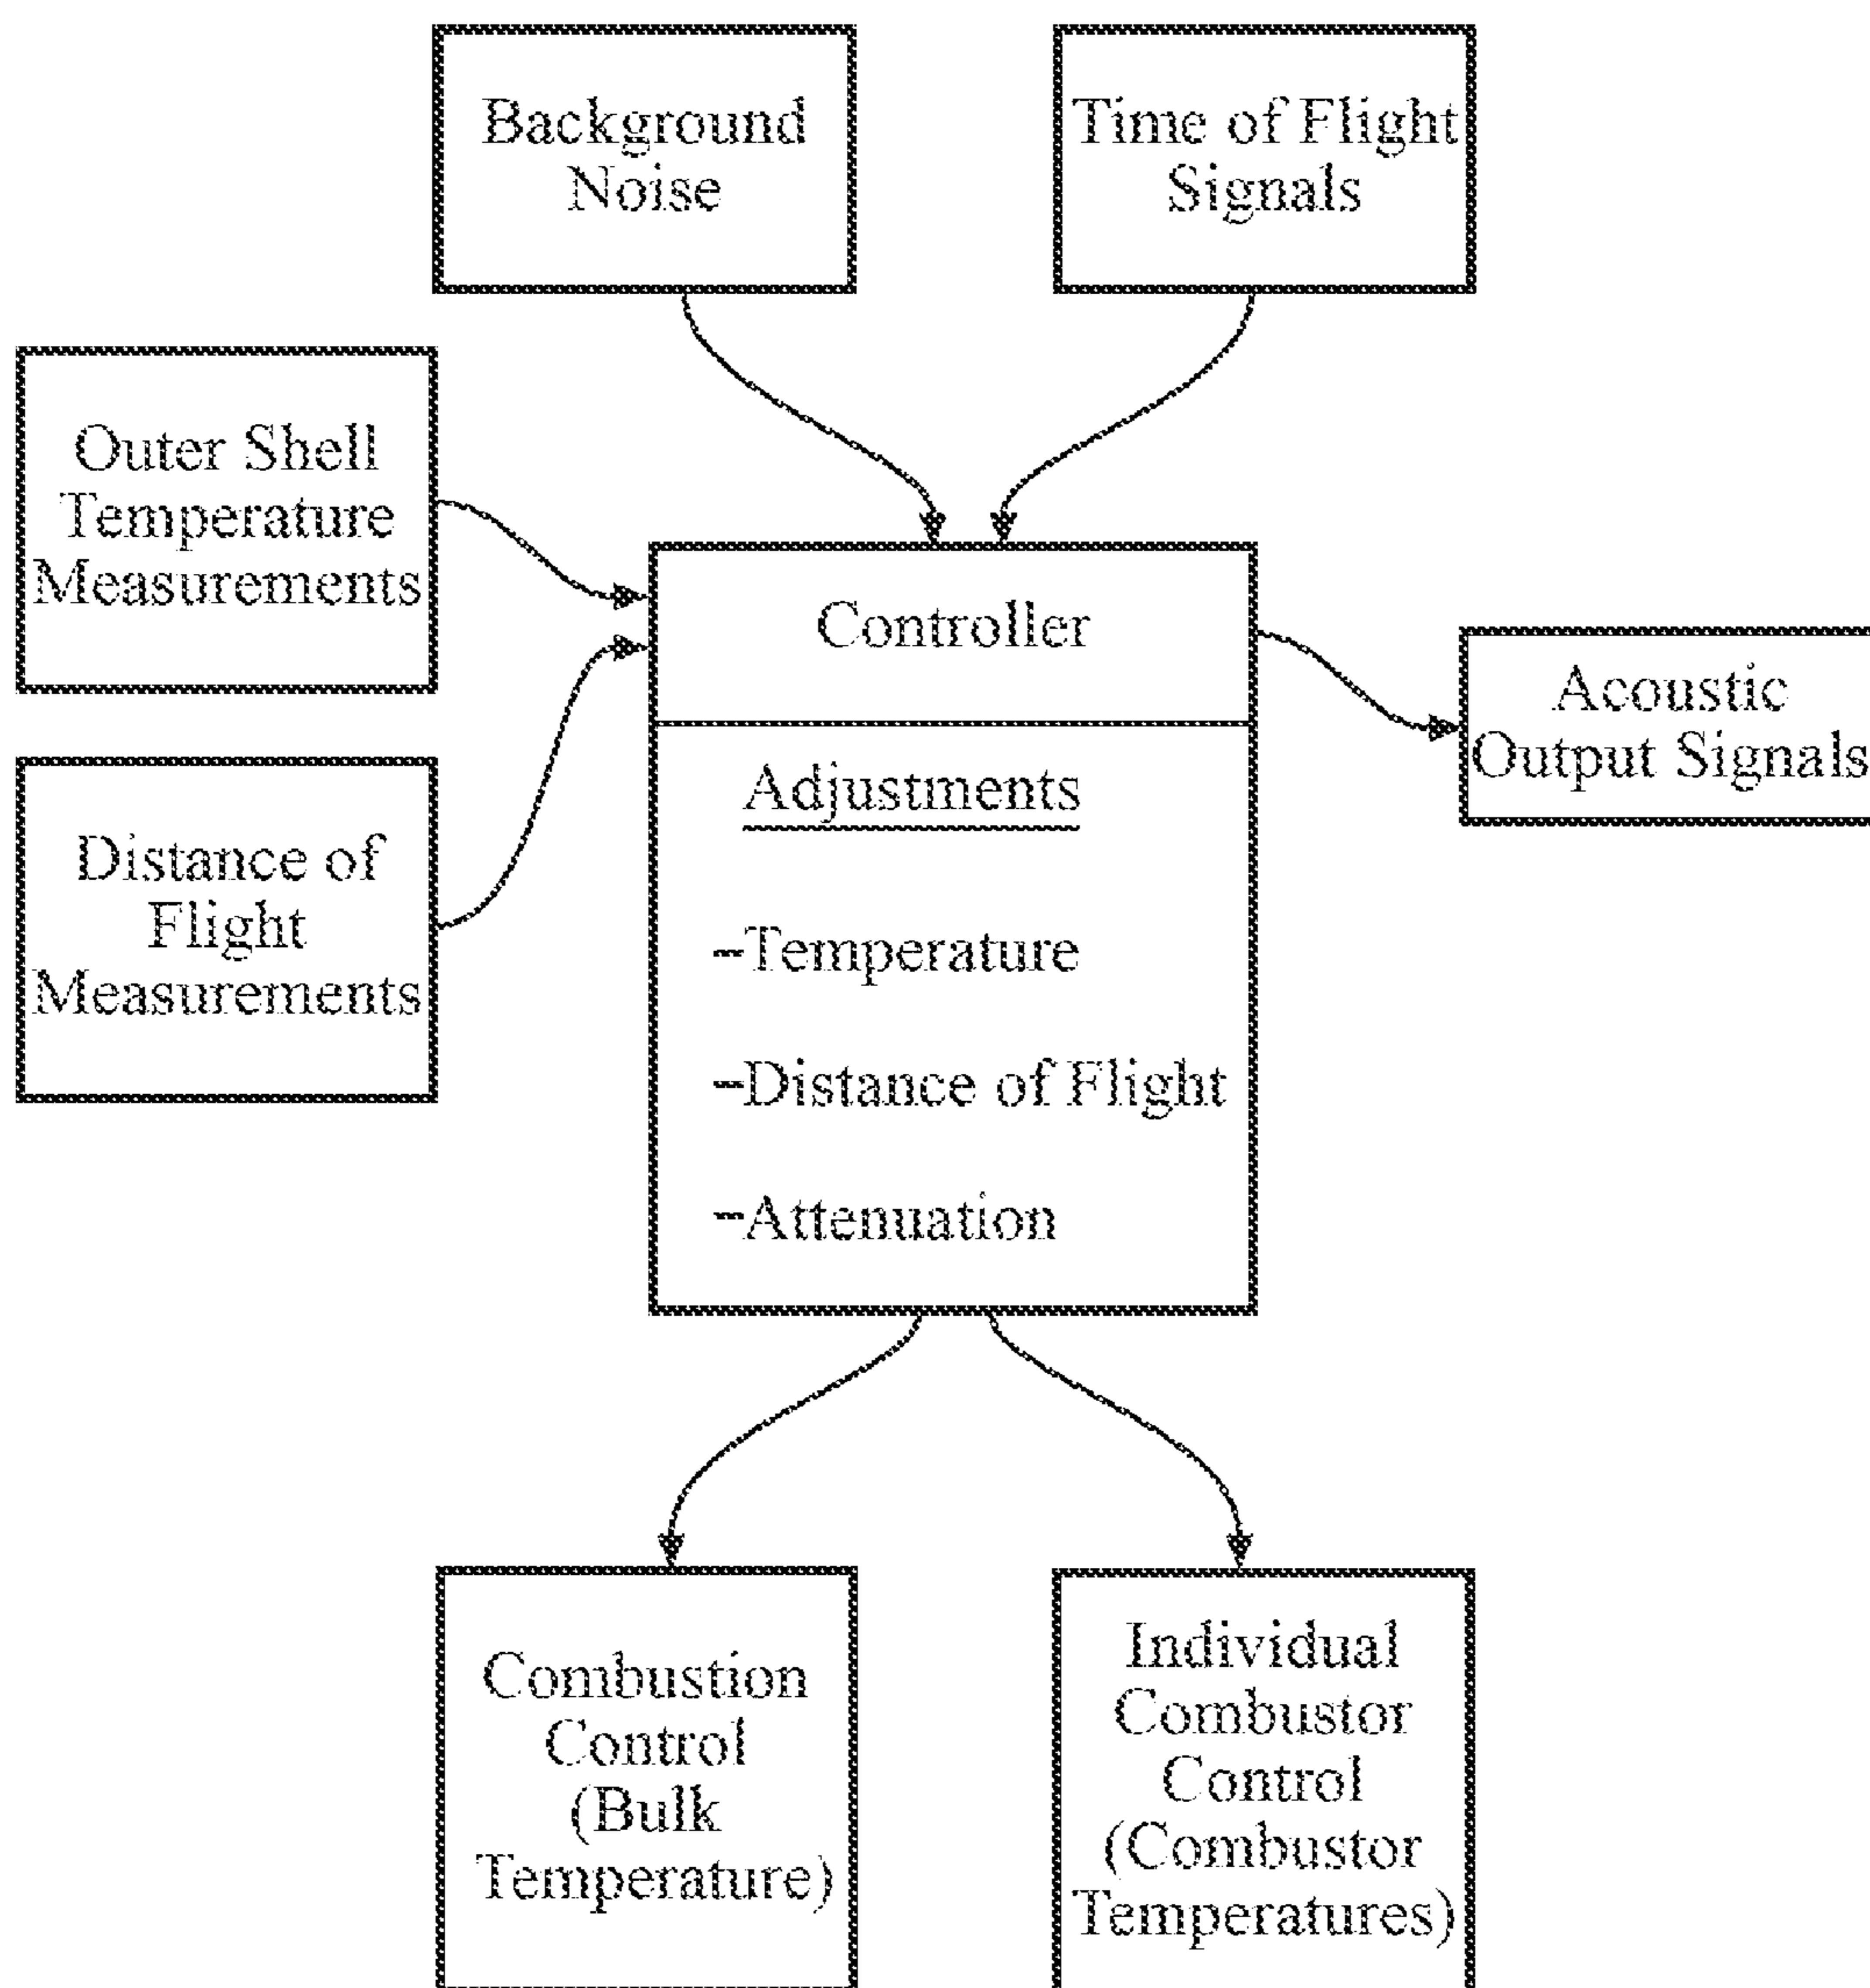 Background
Noise
Time of Flight
Signals
Outer Shell
Temperature
Measurements
Distance of
Flight
Measurements
Controller
Adjustments
--Temperature
--Distance of Flight
--Attenuation
Acoustic
Output Signals
Combustion
Control
(Bulk
Temperature)
Individual
Combustor
Control
(Combustor
Temperatures)